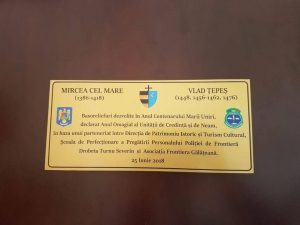 MIRCEA CEL MARE
(1386-1418)
VLAD ȚEPEȘ
(1448, 1456-1462, 1476)
Basoreliefuri dezvelite în Anul Centenarului Marii Uniri,
declarat Anul Omagial al Unității de Credință și de Neam,
în baza unui parteneriat între Direcția de Patrimoniu Istoric și Turism Cultural,
Școala de Perfecționare a Pregătirii Personalului Poliției de Frontieră
Drobeta Turnu Severin și Asociația Frontiera Gălățeană.
25 Iunie 2018